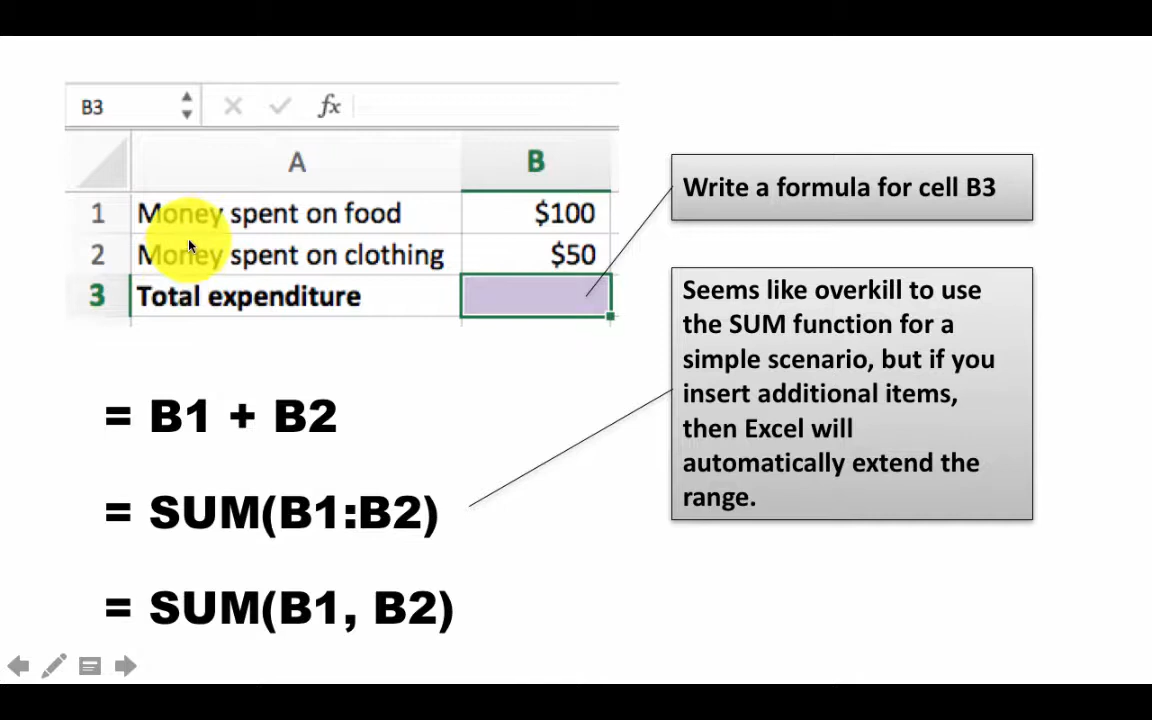 B3 fx
A B
1 Money spent on food $100
2 Money spent on clothing $50
3 Total expenditure
Write a formula for cell B3
Seems like overkill to use
the SUM function for a
simple scenario, but if you
insert additional items,
then Excel will
automatically extend the
range.
= B1 + B2
= SUM(B1:B2)
= SUM(B1, B2)